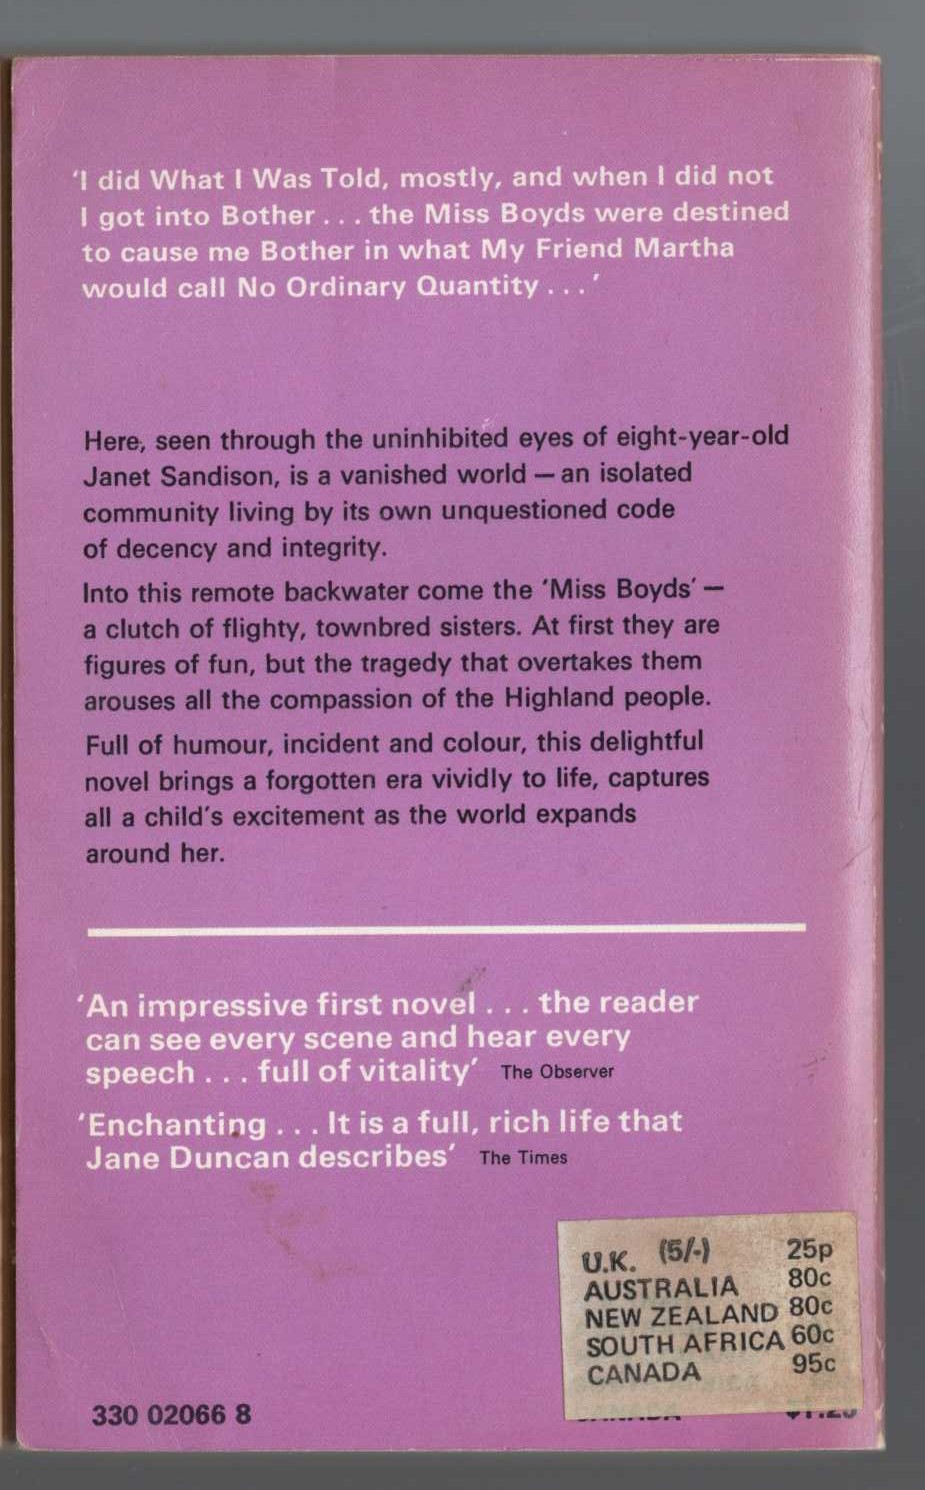 'I did What I Was Told, mostly, and when I did not
I got into Bother . . . the Miss Boyds were destined
to cause me Bother in what My Friend Martha
would call No Ordinary Quantity . . . '
Here, seen through the uninhibited eyes of eight-year-old
Janet Sandison, is a vanished world — an isolated
community living by its own unquestioned code
of decency and integrity.
Into this remote backwater come the 'Miss Boyds' —
a clutch of flighty, townbred sisters. At first they are
figures of fun, but the tragedy that overtakes them
arouses all the compassion of the Highland people.
Full of humour, incident and colour, this delightful
novel brings a forgotten era vividly to life, captures
all a child's excitement as the world expands
around her.
'An impressive first novel . . . the reader
can see every scene and hear every
speech . . . full of vitality' The Observer
'Enchanting . . . It is a full, rich life that
Jane Duncan describes' The Times
U.K. (5/-) 25p
AUSTRALIA 80c
NEW ZEALAND 80c
SOUTH AFRICA 60c
CANADA 95c
330 02066 8